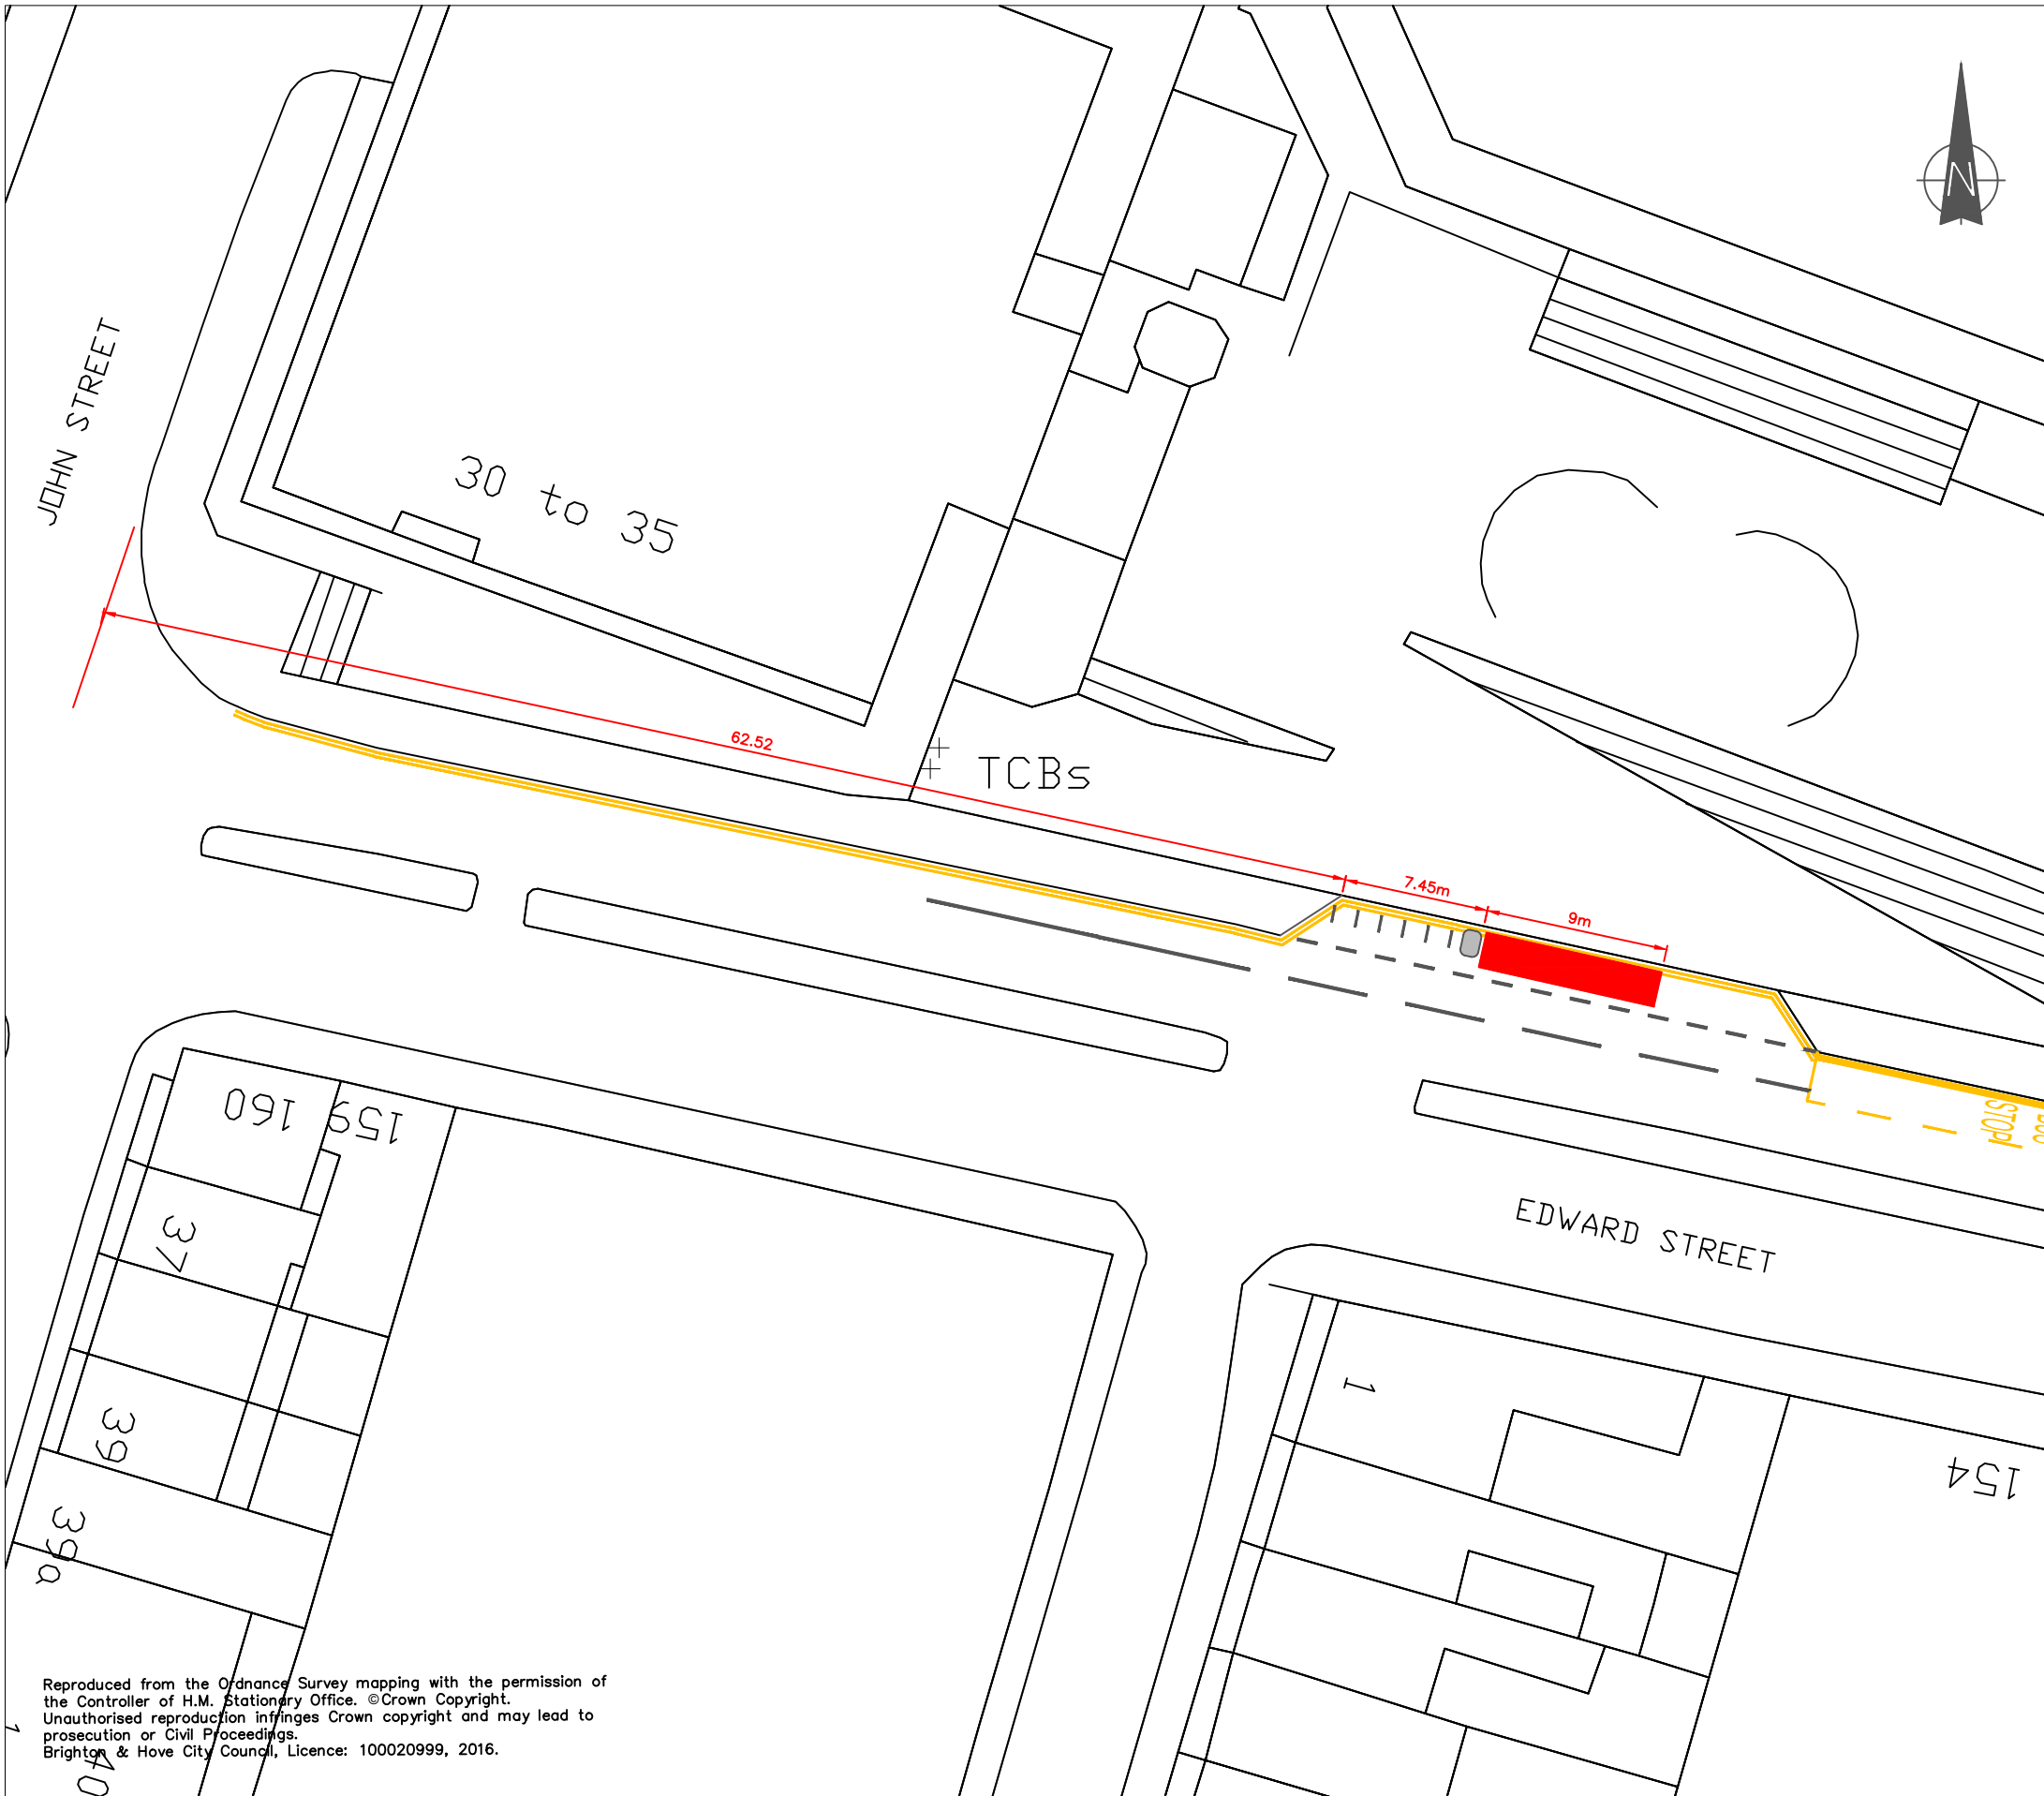 N
JOHN STREET
30 to 35
62.52
TCBs
7.45m
9m
STOP
160
159
EDWARD STREET
37
1
39
154
39a
40
Reproduced from the Ordnance Survey mapping with the permission of
the Controller of H.M. Stationary Office. ©Crown Copyright.
Unauthorised reproduction infringes Crown copyright and may lead to
prosecution or Civil Proceedings.
Brighton & Hove City Council, Licence: 100020999, 2016.